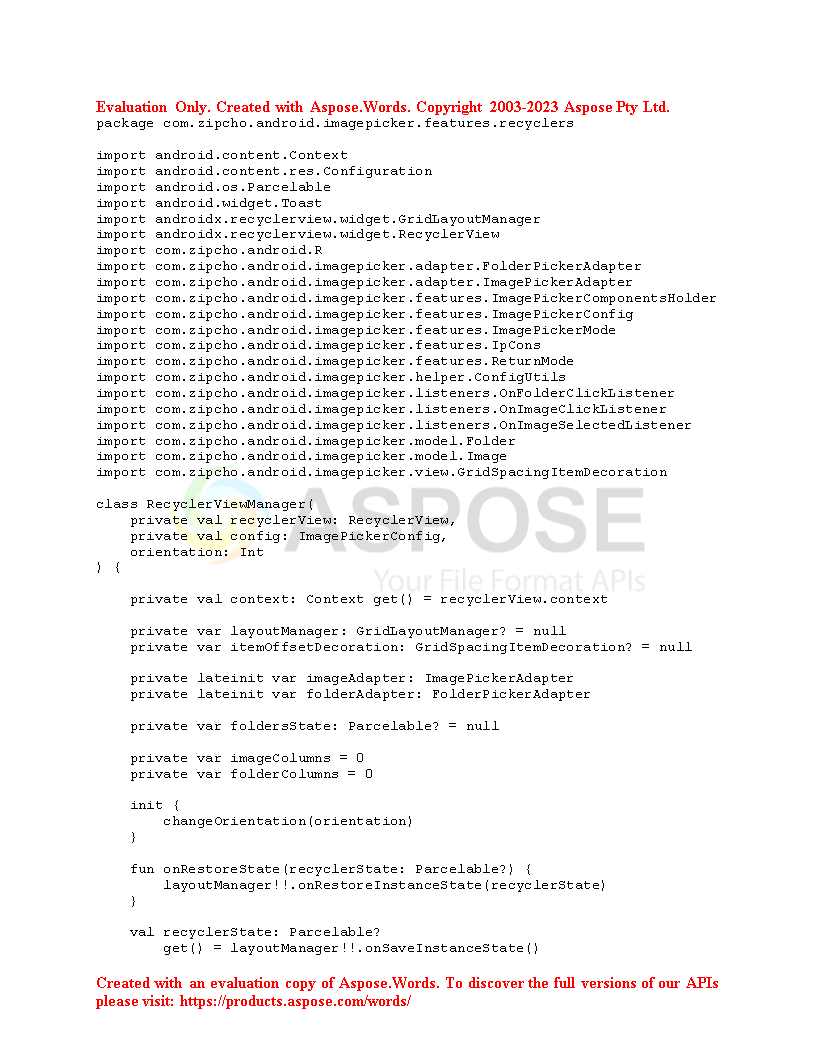 Evaluation Only. Created with Aspose.Words. Copyright 2003-2023 Aspose Pty Ltd.
package com.zipcho.android.imagepicker.features.recyclers

import android.content.Context
import android.content.res.Configuration
import android.os.Parcelable
import android.widget.Toast
import androidx.recyclerview.widget.GridLayoutManager
import androidx.recyclerview.widget.RecyclerView
import com.zipcho.android.R
import com.zipcho.android.imagepicker.adapter.FolderPickerAdapter
import com.zipcho.android.imagepicker.adapter.ImagePickerAdapter
import com.zipcho.android.imagepicker.features.ImagePickerComponentsHolder
import com.zipcho.android.imagepicker.features.ImagePickerConfig
import com.zipcho.android.imagepicker.features.ImagePickerMode
import com.zipcho.android.imagepicker.features.IpCons
import com.zipcho.android.imagepicker.features.ReturnMode
import com.zipcho.android.imagepicker.helper.ConfigUtils
import com.zipcho.android.imagepicker.listeners.OnFolderClickListener
import com.zipcho.android.imagepicker.listeners.OnImageClickListener
import com.zipcho.android.imagepicker.listeners.OnImageSelectedListener
import com.zipcho.android.imagepicker.model.Folder
import com.zipcho.android.imagepicker.model.Image
import com.zipcho.android.imagepicker.view.GridSpacingItemDecoration

class RecyclerViewManager(
    private val recyclerView: RecyclerView,
    private val config: ImagePickerConfig,
    orientation: Int
) {
ASPOSE
Your File Format APIs

    private val context: Context get() = recyclerView.context

    private var layoutManager: GridLayoutManager? = null
    private var itemOffsetDecoration: GridSpacingItemDecoration? = null

    private lateinit var imageAdapter: ImagePickerAdapter
    private lateinit var folderAdapter: FolderPickerAdapter

    private var foldersState: Parcelable? = null

    private var imageColumns = 0
    private var folderColumns = 0

    init {
        changeOrientation(orientation)
    }

    fun onRestoreState(recyclerState: Parcelable?) {
        layoutManager!!.onRestoreInstanceState(recyclerState)
    }

    val recyclerState: Parcelable?
        get() = layoutManager!!.onSaveInstanceState()

Created with an evaluation copy of Aspose.Words. To discover the full versions of our APIs
please visit: https://products.aspose.com/words/